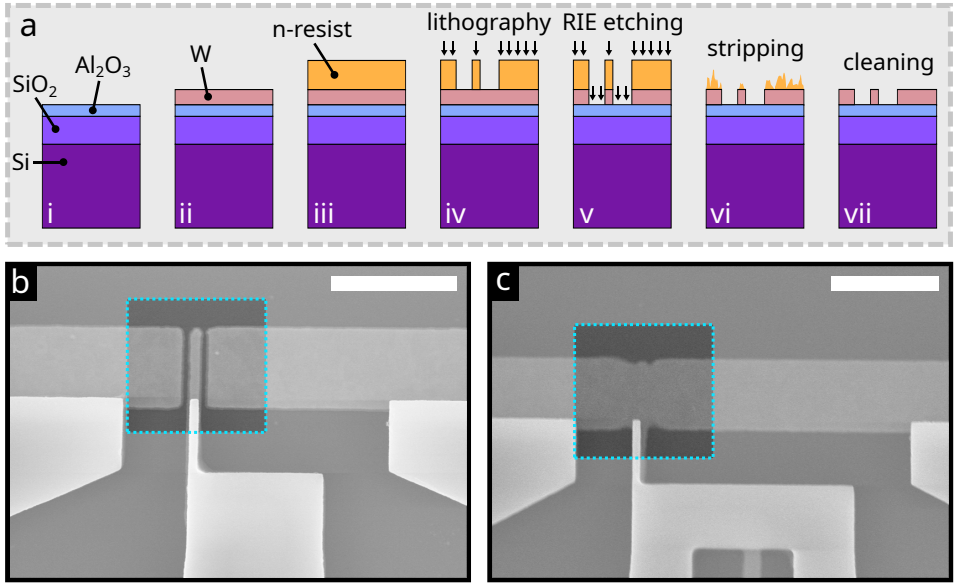 a
n-resist
lithography
RIE etching
stripping
cleaning
W
Al₂O₃
SiO₂
Si
i
ii
iii
iv
v
vi
vii
b
c